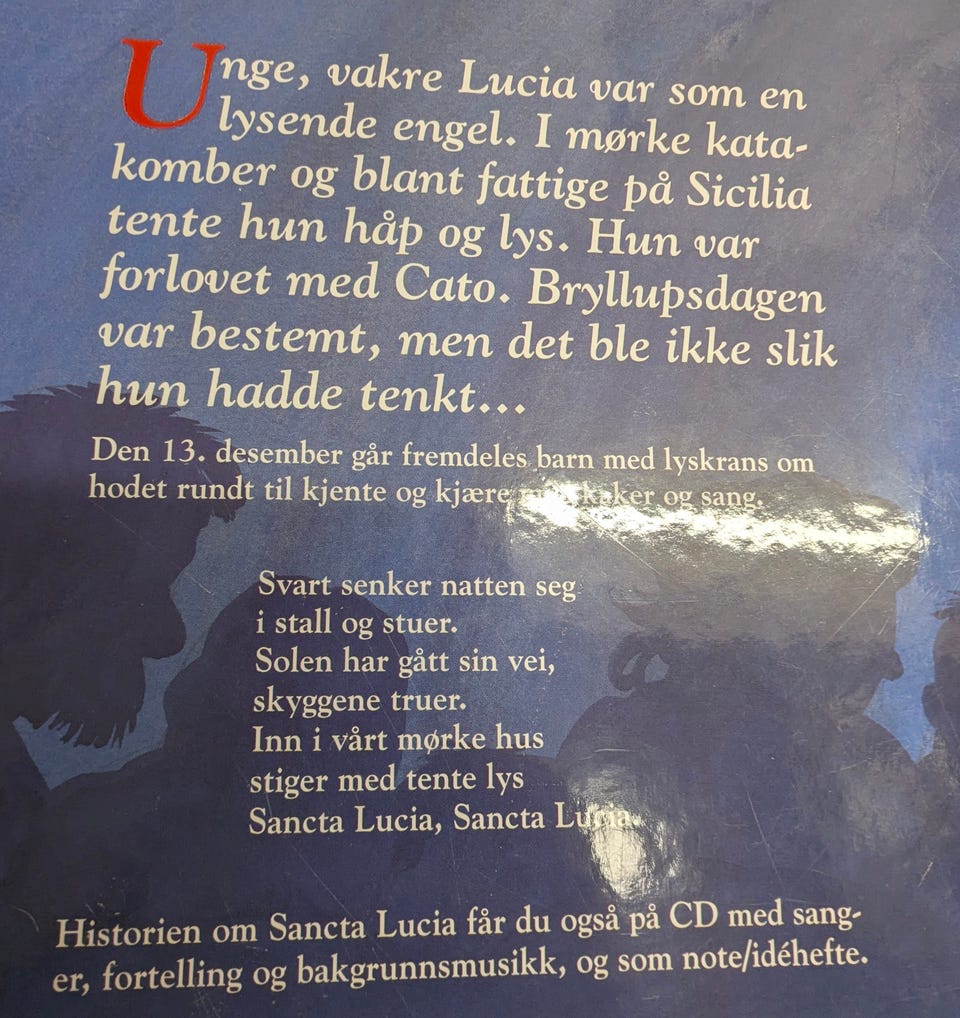 Unge, vakre Lucia var som en
lysende engel. I mørke kata-
komber og blant fattige på Sicilia
tente hun håp og lys. Hun var
forlovet med Cato. Bryllupsdagen
var bestemt, men det ble ikke slik
hun hadde tenkt...
Den 13. desember går fremdeles barn med lyskrans om
hodet rundt til kjente og kjære med kaker og sang.
Svart senker natten seg
i stall og stuer.
Solen har gått sin vei,
skyggene truer.
Inn i vårt mørke hus
stiger med tente lys
Sancta Lucia, Sancta Lucia.
Historien om Sancta Lucia får du også på CD med sang-
er, fortelling og bakgrunnsmusikk, og som note/idéhefte.